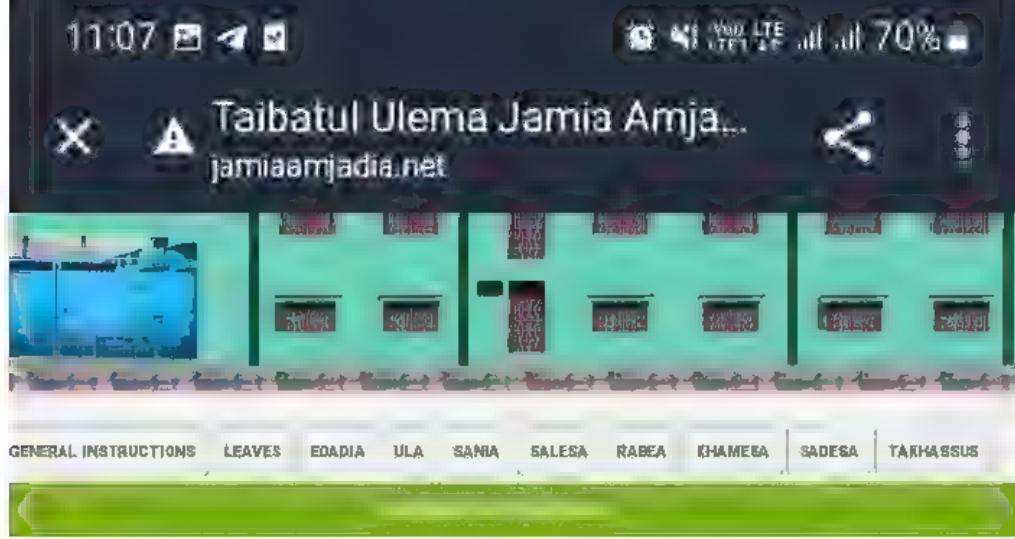 11:07 70%
Taibatul Ulema Jamia Amja...
jamiaamjadia.net
GENERAL INSTRUCTIONS LEAVES EDADIA ULA SANIA SALESA RABEA KHAMESA SADESA TAKHASSUS